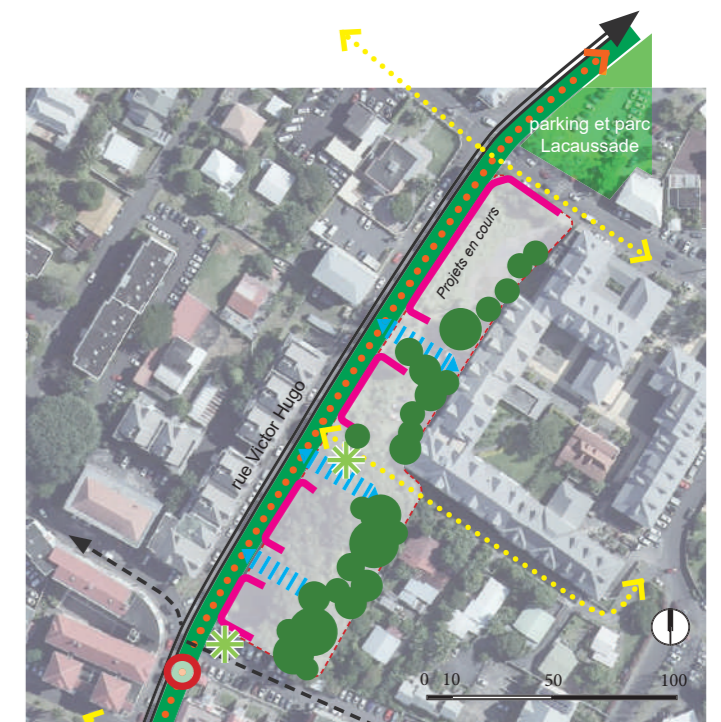 parking et parc
Lacaussade
Projets en cours
rue Victor Hugo
0 10 50 100